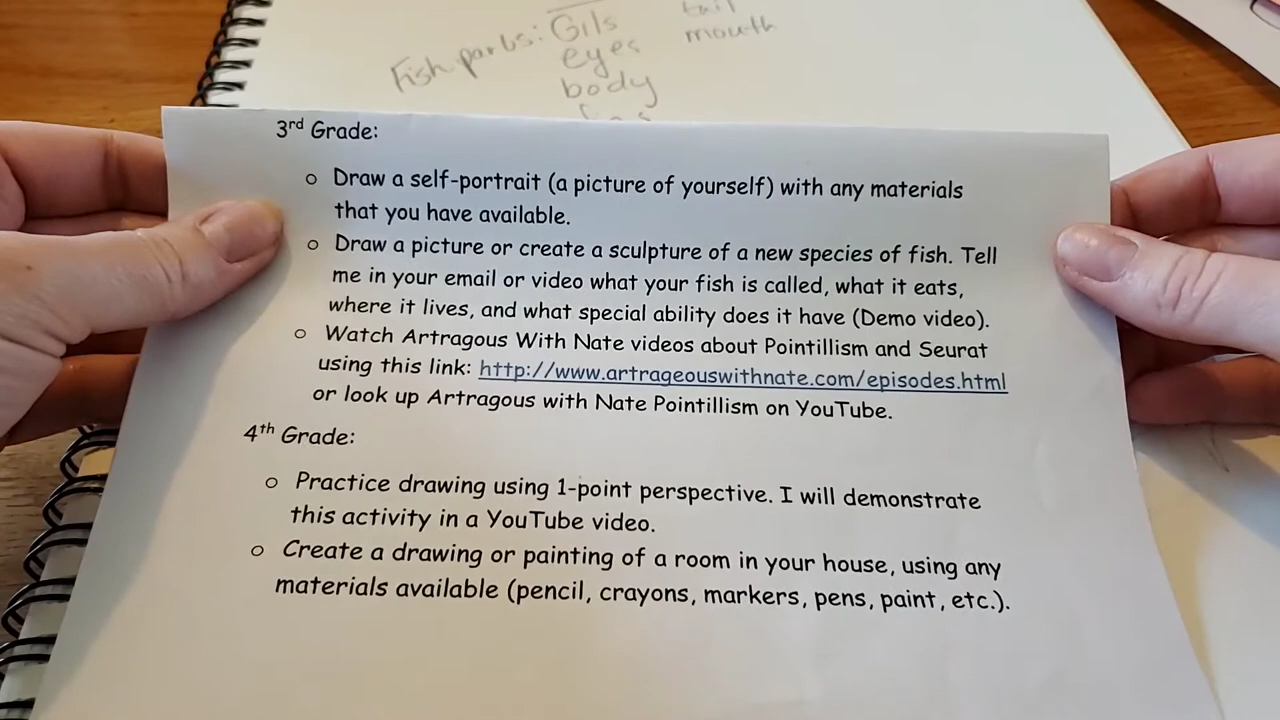 Gils
tail
Fish parts:
eyes
mouth
body
3rd Grade:
o Draw a self-portrait (a picture of yourself) with any materials
that you have available.
o Draw a picture or create a sculpture of a new species of fish. Tell
me in your email or video what your fish is called, what it eats,
where it lives, and what special ability does it have (Demo video).
o Watch Artragous With Nate videos about Pointillism and Seurat
using this link: http://www.artrageouswithnate.com/episodes.html
or look up Artragous with Nate Pointillism on YouTube.
4th Grade:
o Practice drawing using 1-point perspective. I will demonstrate
this activity in a YouTube video.
o Create a drawing or painting of a room in your house, using any
materials available (pencil, crayons, markers, pens, paint, etc.).